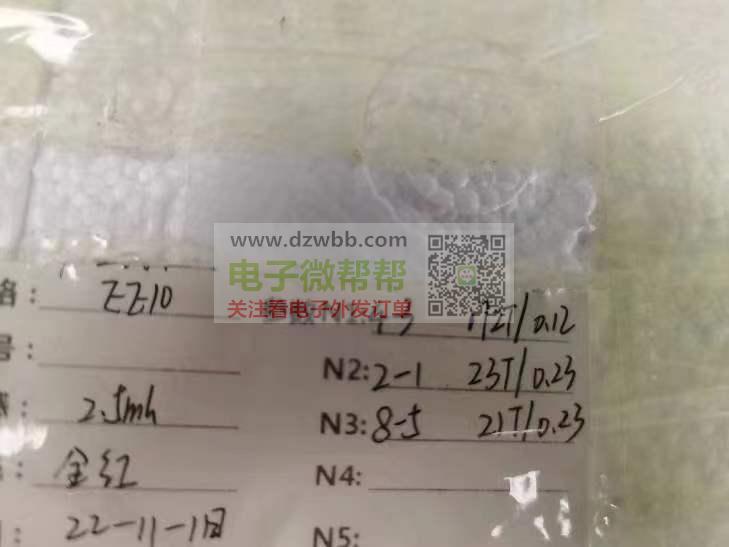 www.dzwbb.com
电子微帮帮
关注看电子外发订单
格: EE10
N2: 2-1 23T/0.23
号:
2.5mh
N3: 8-5 21T/0.23
金红
N4:
22-11-1日
N5: